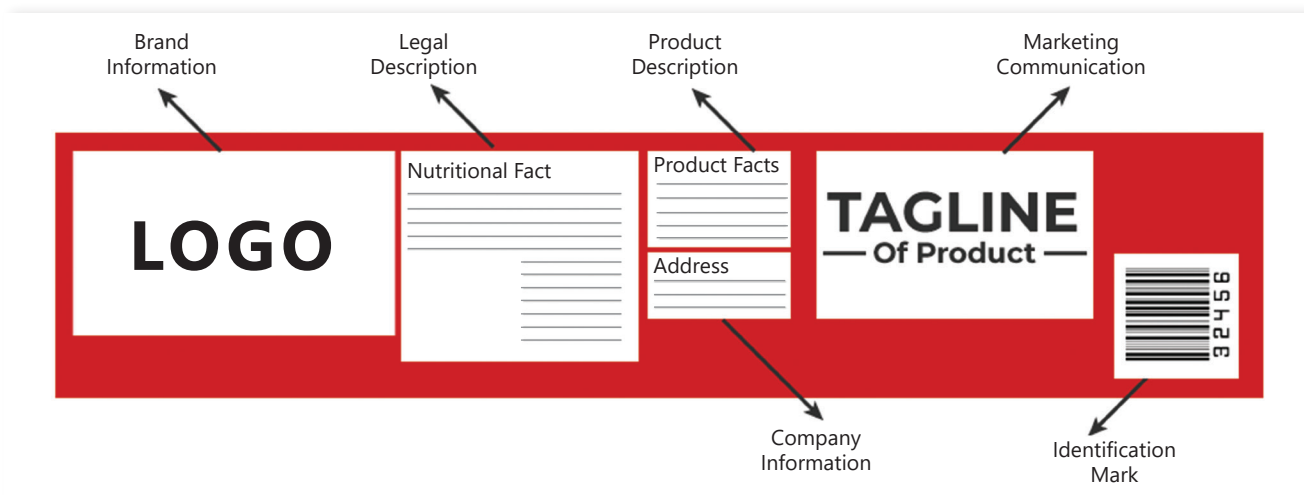 Brand
Information
Legal
Description
Product
Description
Marketing
Communication
LOGO
Nutritional Fact
Product Facts
Address
TAGLINE
Of Product
32456
Company
Information
Identification
Mark